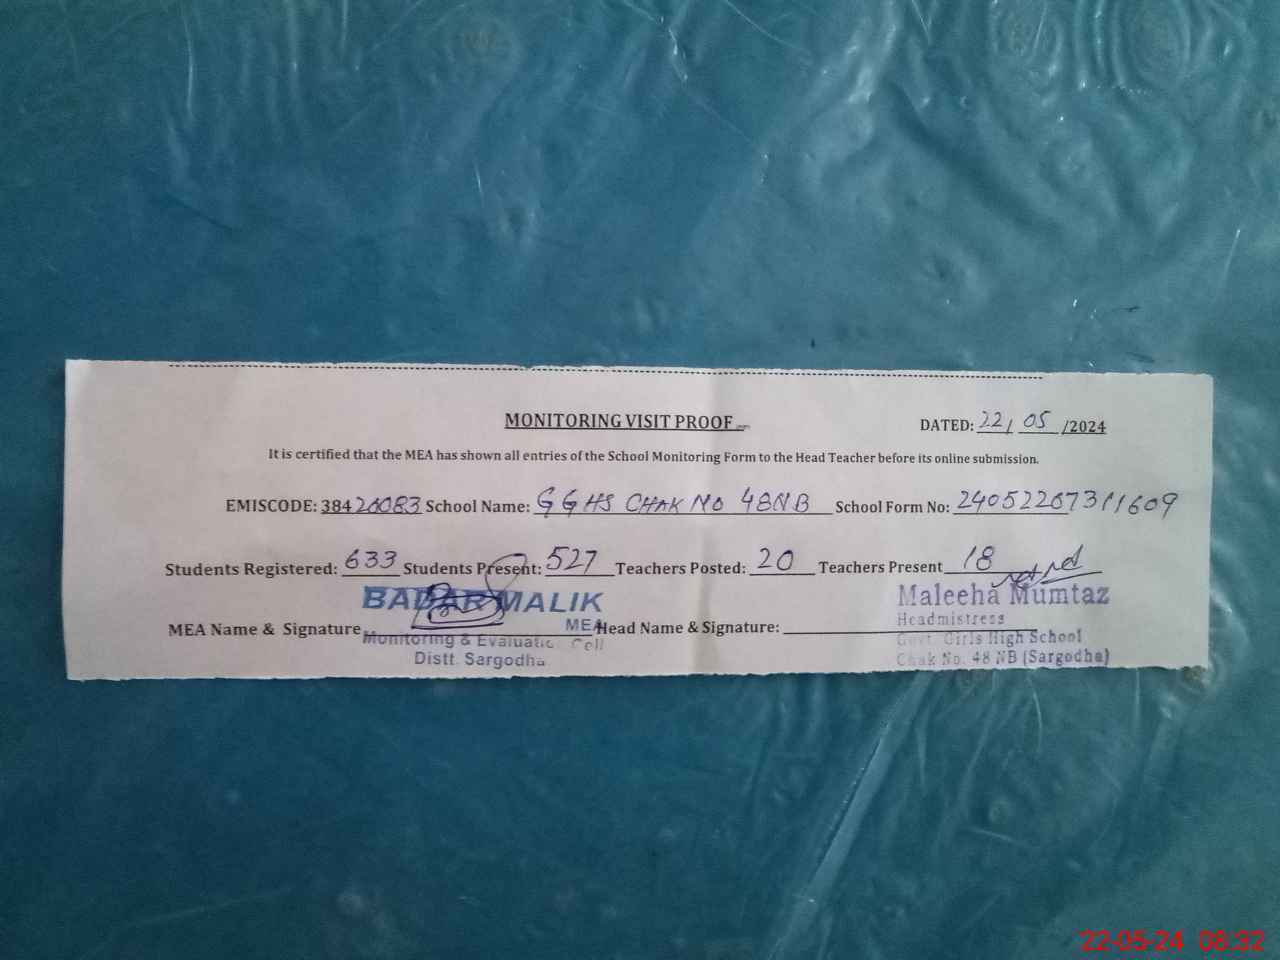 MONITORING VISIT PROOF
DATED: 22/05/2024
It is certified that the MEA has shown all entries of the School Monitoring Form to the Head Teacher before its online submission.
EMISCODE: 38420083 School Name: GGHS CHAK NO 48NB School Form No: 24052207311609
Students Registered: 633 Students Present: 527 Teachers Posted: 20 Teachers Present 18
BADAR MALIK
MEA
Monitoring & Evaluation Cell
Distt. Sargodha
MEA Name & Signature
Head Name & Signature:
Maleeha Mumtaz
Headmistress
Govt. Girls High School
Chak No. 48 NB (Sargodha)
22-05-24 08:32